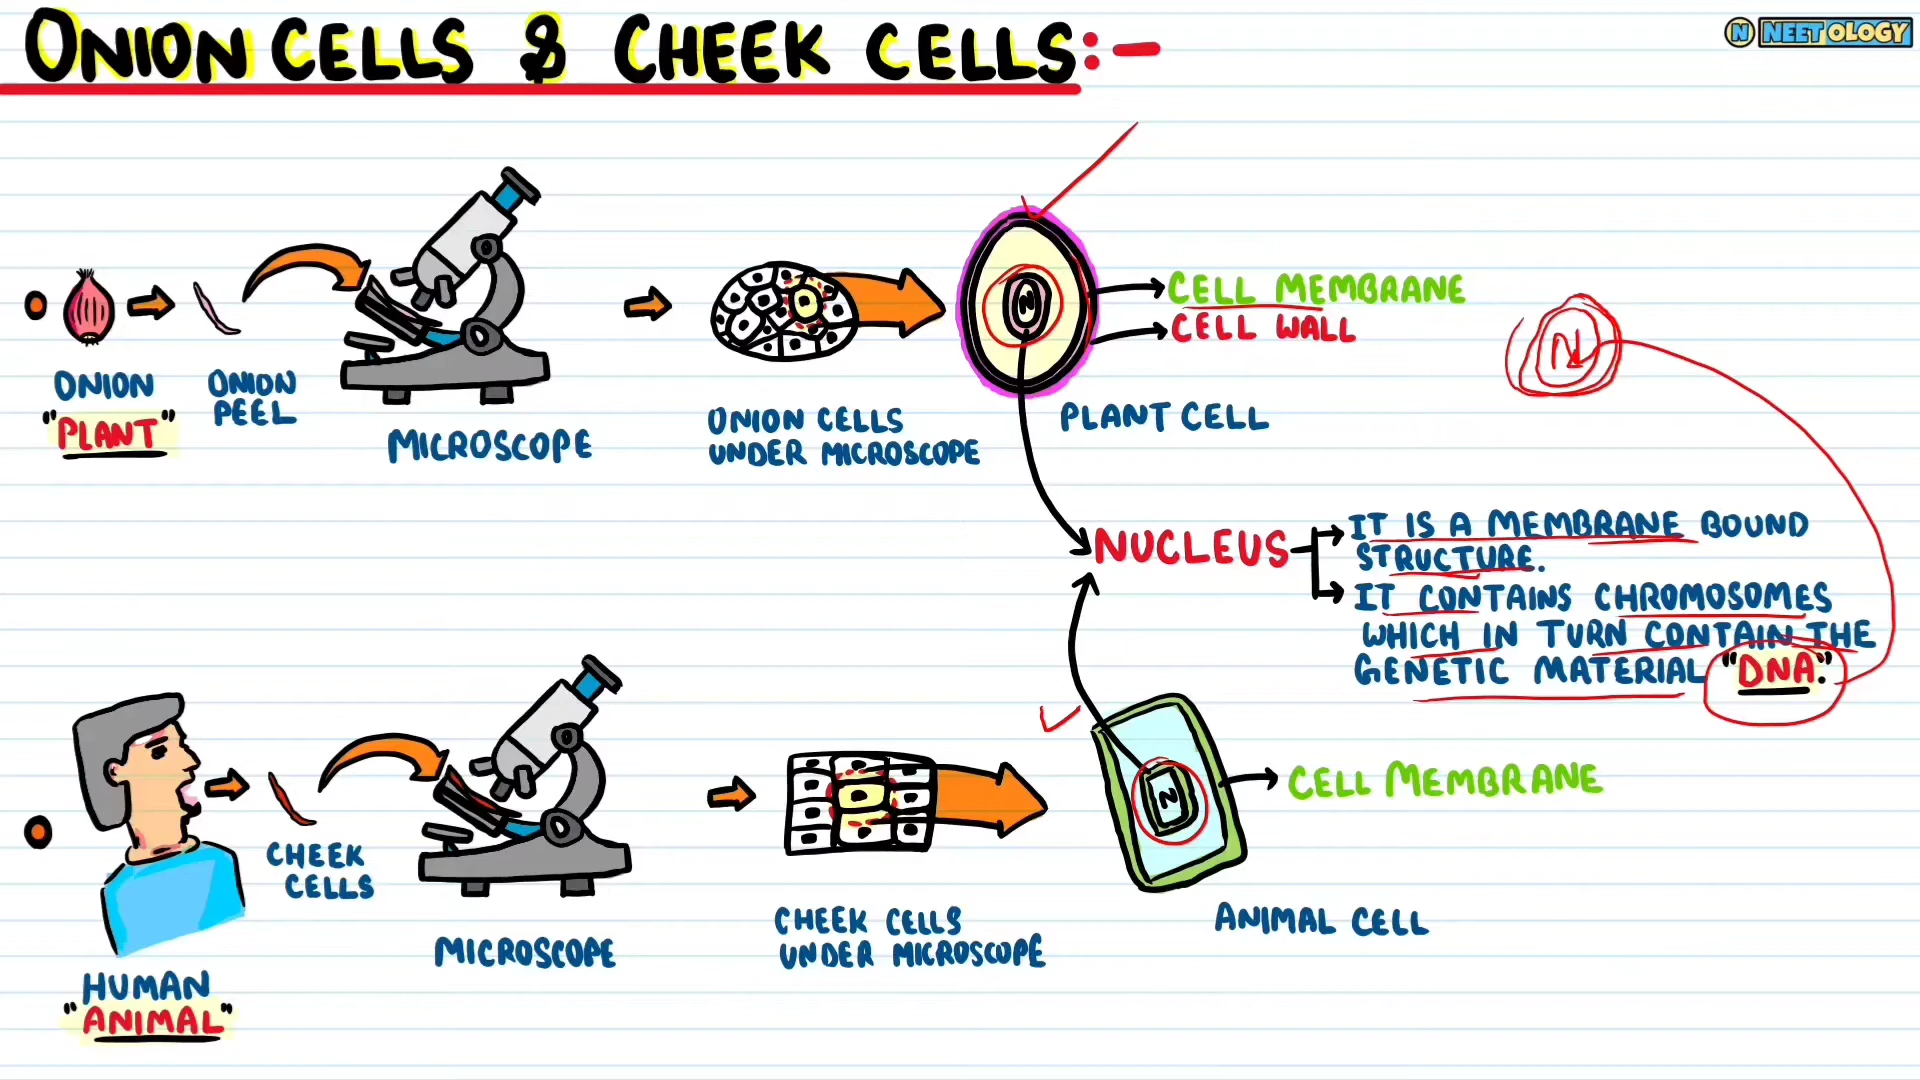 ONION CELLS & CHEEK CELLS:-
N NEETOLOGY
N
CELL MEMBRANE
CELL WALL
N
ONION
"PLANT"
ONION
PEEL
MICROSCOPE
ONION CELLS
UNDER MICROSCOPE
PLANT CELL
NUCLEUS
IT IS A MEMBRANE BOUND
STRUCTURE.
IT CONTAINS CHROMOSOMES
WHICH IN TURN CONTAIN THE
GENETIC MATERIAL "DNA".
N
CELL MEMBRANE
CHEEK
CELLS
MICROSCOPE
CHEEK CELLS
UNDER MICROSCOPE
ANIMAL CELL
HUMAN
"ANIMAL"